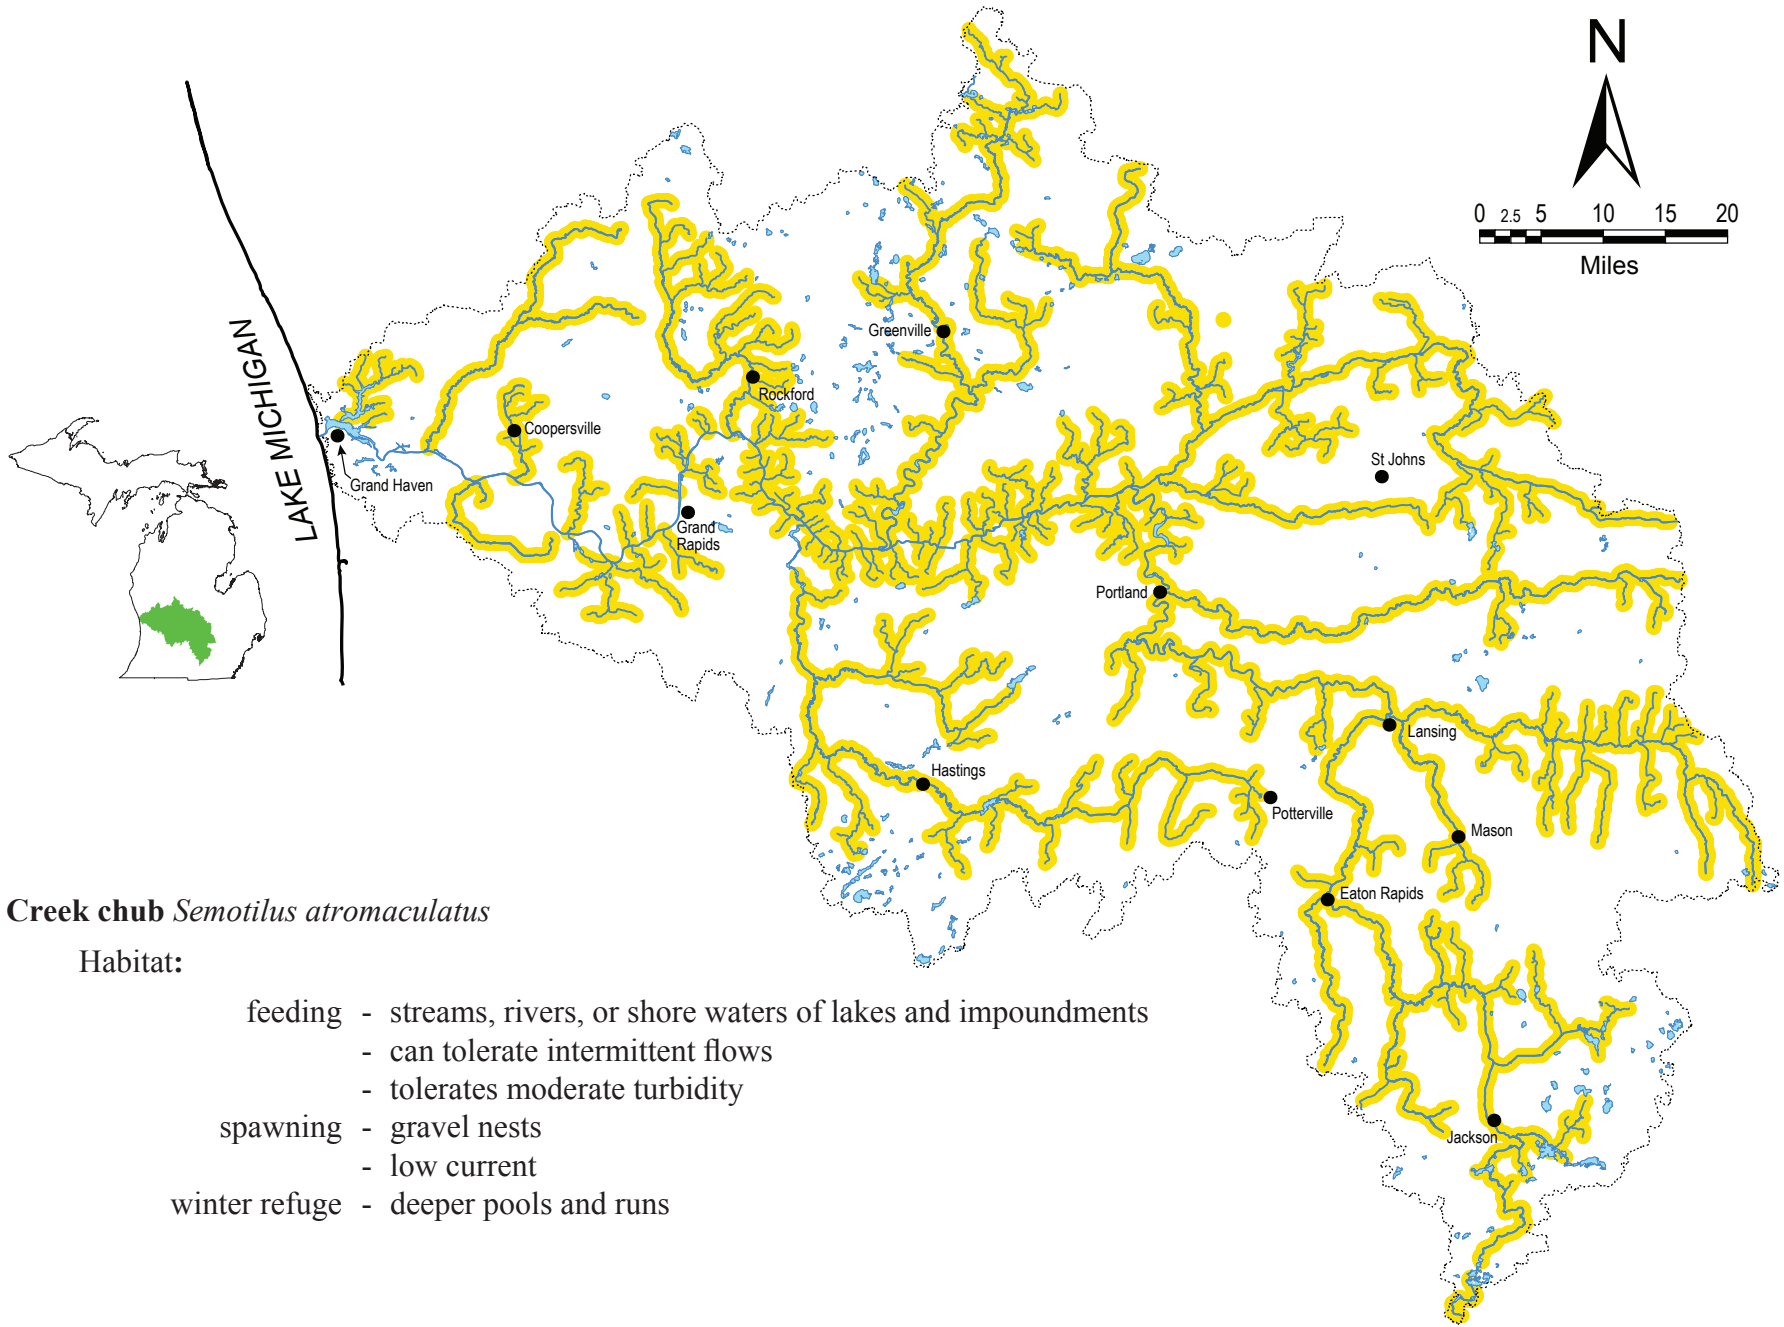 N
0 2.5 5 10 15 20
Miles
LAKE MICHIGAN
Greenville
Rockford
Coopersville
Grand Haven
St Johns
Grand
Rapids
Portland
Lansing
Hastings
Potterville
Mason
Eaton Rapids
Jackson
Creek chub Semotilus atromaculatus
Habitat:
feeding - streams, rivers, or shore waters of lakes and impoundments
- can tolerate intermittent flows
- tolerates moderate turbidity
spawning - gravel nests
- low current
winter refuge - deeper pools and runs